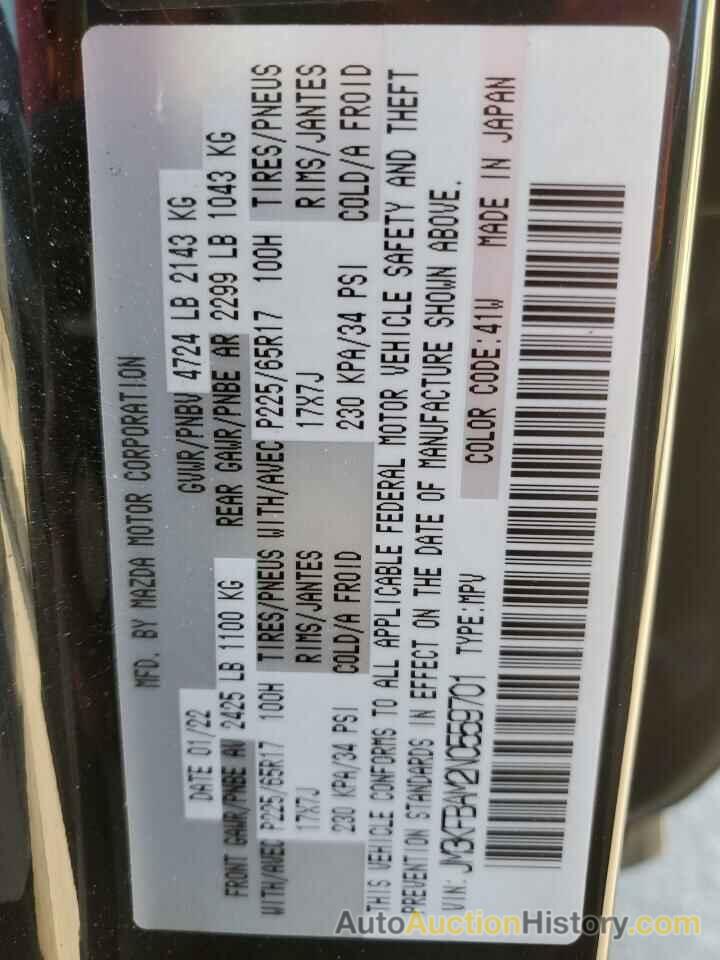 MFD. BY MAZDA MOTOR CORPORATION
DATE 01/22 GVWR/PNBV 4724 LB 2143 KG
FRONT GAWR/PNBE AV 2425 LB 1100 KG REAR GAWR/PNBE AR 2299 LB 1043 KG
WITH/AVEC P225/65R17 100H TIRES/PNEUS WITH/AVEC P225/65R17 100H TIRES/PNEUS
17X7J RIMS/JANTES 17X7J RIMS/JANTES
230 KPA/34 PSI COLD/A FROID 230 KPA/34 PSI COLD/A FROID
THIS VEHICLE CONFORMS TO ALL APPLICABLE FEDERAL MOTOR VEHICLE SAFETY AND THEFT
PREVENTION STANDARDS IN EFFECT ON THE DATE OF MANUFACTURE SHOWN ABOVE.
VIN: JM3KFBAM2N0559701 TYPE:MPV COLOR CODE:41W MADE IN JAPAN
AutoAuctionHistory.com